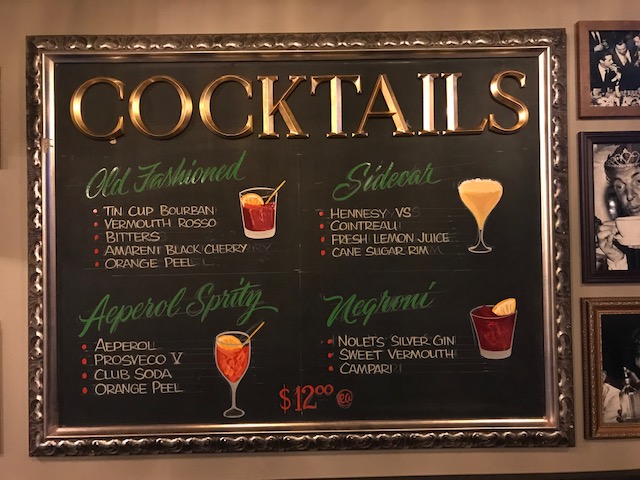 COCKTAILS
Old Fashioned
TIN CUP BOURBAN
VERMOUTH ROSSO
BITTERS
AMARENI BLACK CHERRY
ORANGE PEEL
Sidecar
HENNESY VS
COINTREAU
FRESH LEMON JUICE
CANE SUGAR RIM
Aeperol Sprity
AEPEROL
PROSVECO V
CLUB SODA
ORANGE PEEL
Negroni
NOLETS SILVER GIN
SWEET VERMOUTH
CAMPARI
$12.00 ea